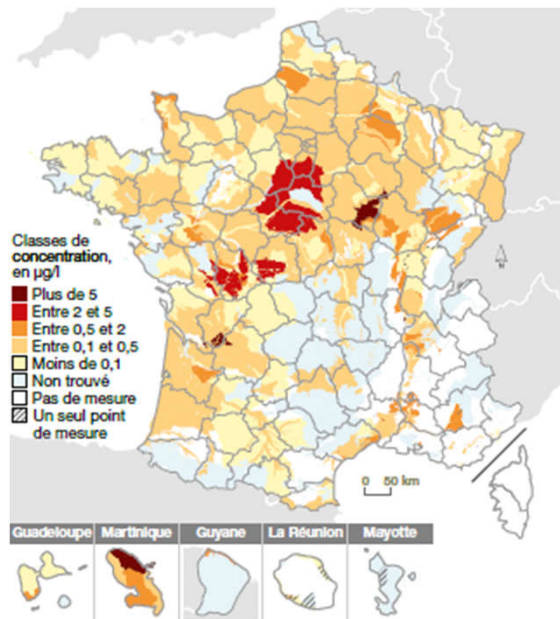 Classes de
concentration,
en µg/l
Plus de 5
Entre 2 et 5
Entre 0,5 et 2
Entre 0,1 et 0,5
Moins de 0,1
Non trouvé
Pas de mesure
Un seul point
de mesure
N
0 50 km
Guadeloupe Martinique Guyane La Réunion Mayotte